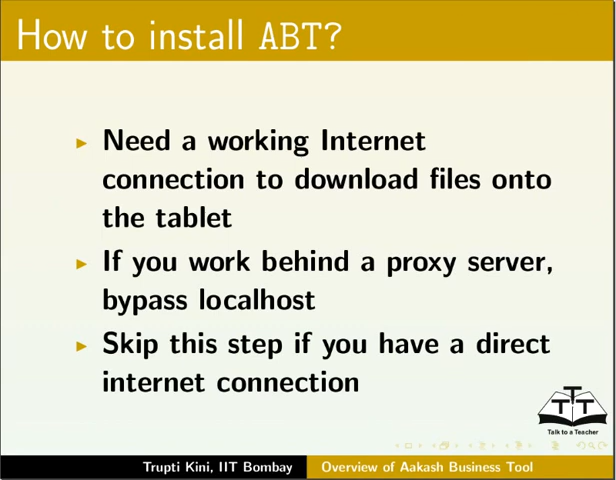 How to install ABT?
Need a working Internet
connection to download files onto
the tablet
If you work behind a proxy server,
bypass localhost
Skip this step if you have a direct
internet connection
TTT
Talk to a Teacher
Trupti Kini, IIT Bombay
Overview of Aakash Business Tool